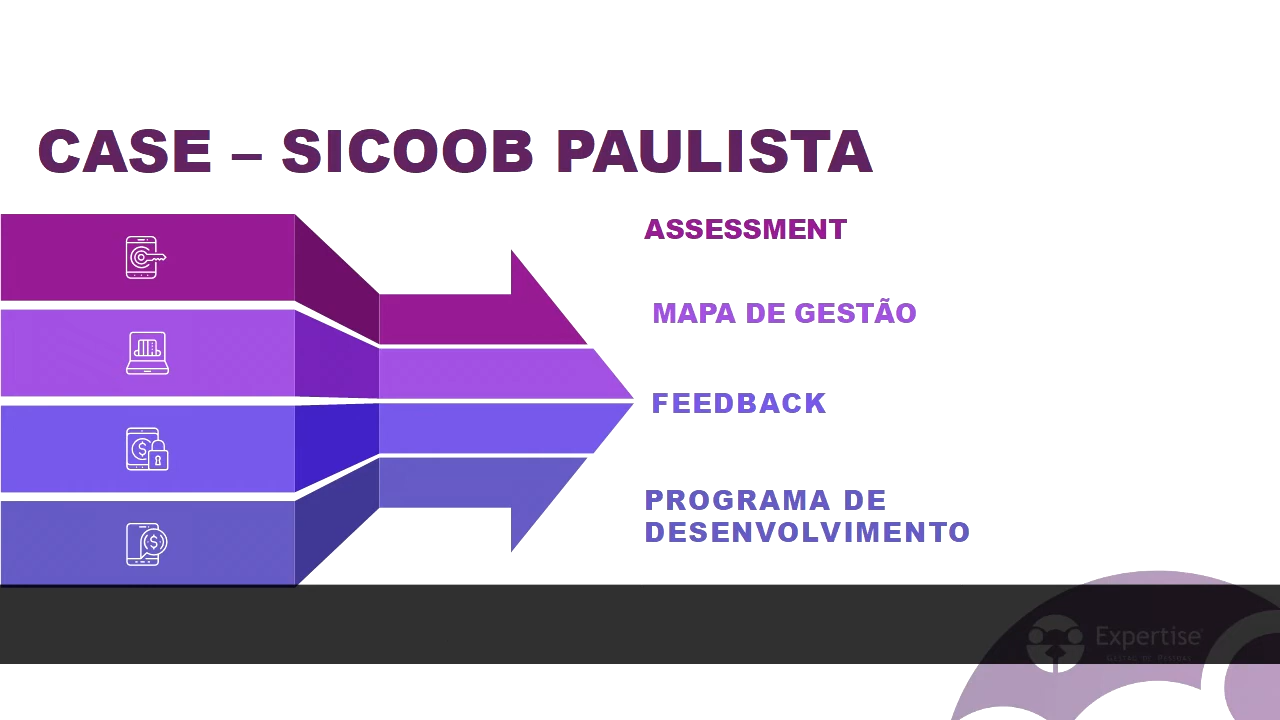 CASE – SICOOB PAULISTA
ASSESSMENT
MAPA DE GESTÃO
FEEDBACK
PROGRAMA DE
DESENVOLVIMENTO
Expertise